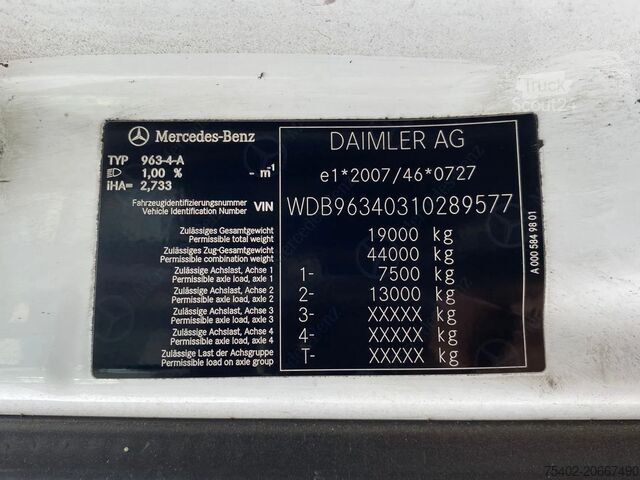 Truck
Scout24
Mercedes-Benz
DAIMLER AG
TYP 963-4-A
1,00 % - m-1
iHA= 2,733
e1*2007/46*0727
Fahrzeugidentifizierungsnummer
Vehicle Identification Number VIN
WDB96340310289577
Zulässiges Gesamtgewicht
Permissible total weight
19000 kg
Zulässiges Zug-Gesamtgewicht
Permissible combination weight
44000 kg
Zulässige Achslast, Achse 1
Permissible axle load, axle 1
1- 7500 kg
Zulässige Achslast, Achse 2
Permissible axle load, axle 2
2- 13000 kg
Zulässige Achslast, Achse 3
Permissible axle load, axle 3
3- XXXXX kg
Zulässige Achslast, Achse 4
Permissible axle load, axle 4
4- XXXXX kg
Zulässige Last der Achsgruppe
Permissible load on axle group
T- XXXXX kg
A 000 584 98 01
75402-20667490